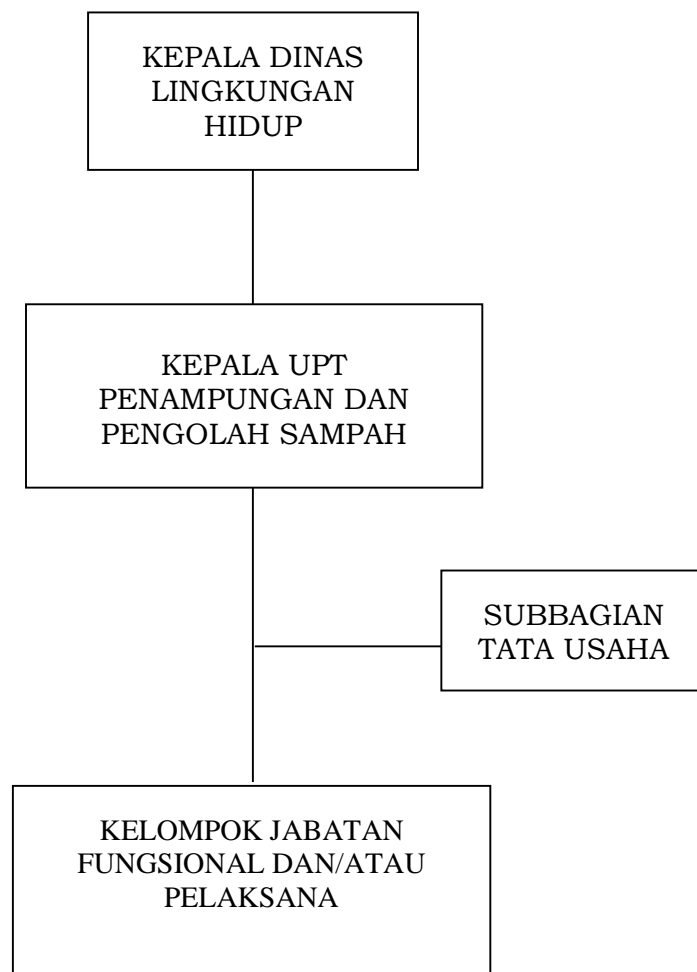 KEPALA DINAS
LINGKUNGAN
HIDUP
KEPALA UPT
PENAMPUNGAN DAN
PENGOLAH SAMPAH
SUBBAGIAN
TATA USAHA
KELOMPOK JABATAN
FUNGSIONAL DAN/ATAU
PELAKSANA